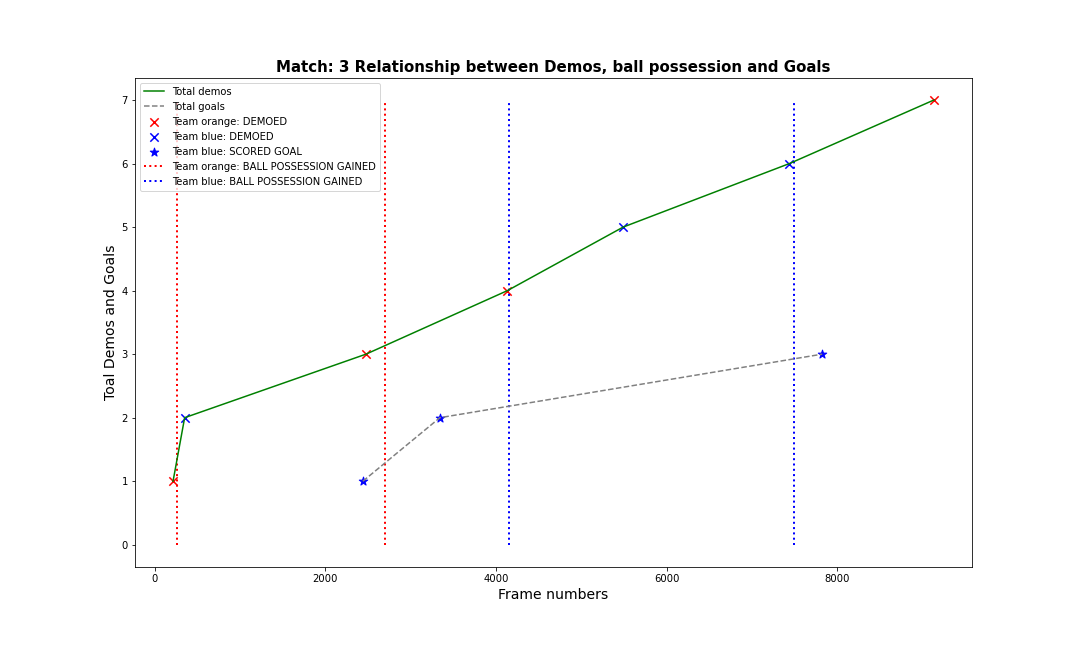 Match: 3 Relationship between Demos, ball possession and Goals
Total demos
Total goals
Team orange: DEMOED
Team blue: DEMOED
Team blue: SCORED GOAL
Team orange: BALL POSSESSION GAINED
Team blue: BALL POSSESSION GAINED
Toal Demos and Goals
7
6
5
4
3
2
1
0
0 2000 4000 6000 8000
Frame numbers